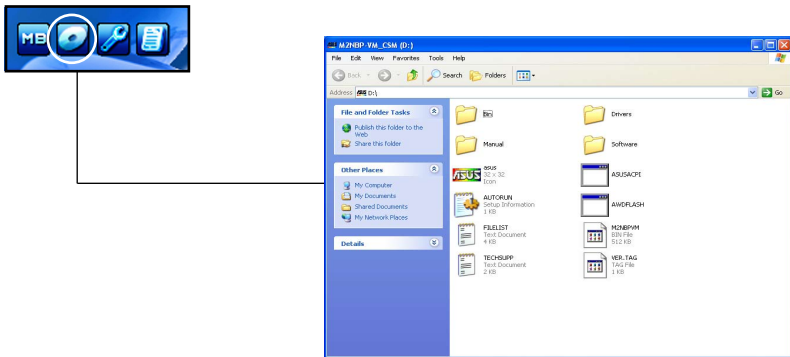 MB
M2NBP-VM_CSM (D:)
File Edit View Favorites Tools Help
Back Search Folders
Address D:\ Go
File and Folder Tasks
Publish this folder to the
Web
Share this folder
Other Places
My Computer
My Documents
Shared Documents
My Network Places
Details
Bin
Drivers
Manual
Software
ASUS
asus
32 x 32
Icon
ASUSACPI
AUTORUN
Setup Information
1 KB
AWDFLASH
FILELIST
Text Document
4 KB
M2NBPVM
BIN File
512 KB
TECHSUPP
Text Document
2 KB
VER.TAG
TAG File
1 KB